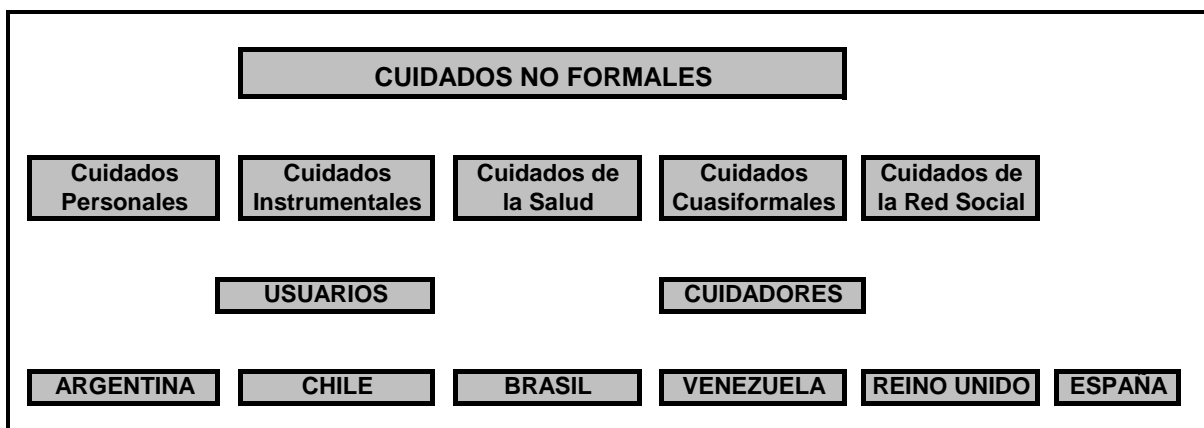 CUIDADOS NO FORMALES
Cuidados
Personales
Cuidados
Instrumentales
Cuidados de
la Salud
Cuidados
Cuasiformales
Cuidados de
la Red Social
USUARIOS
CUIDADORES
ARGENTINA
CHILE
BRASIL
VENEZUELA
REINO UNIDO
ESPAÑA